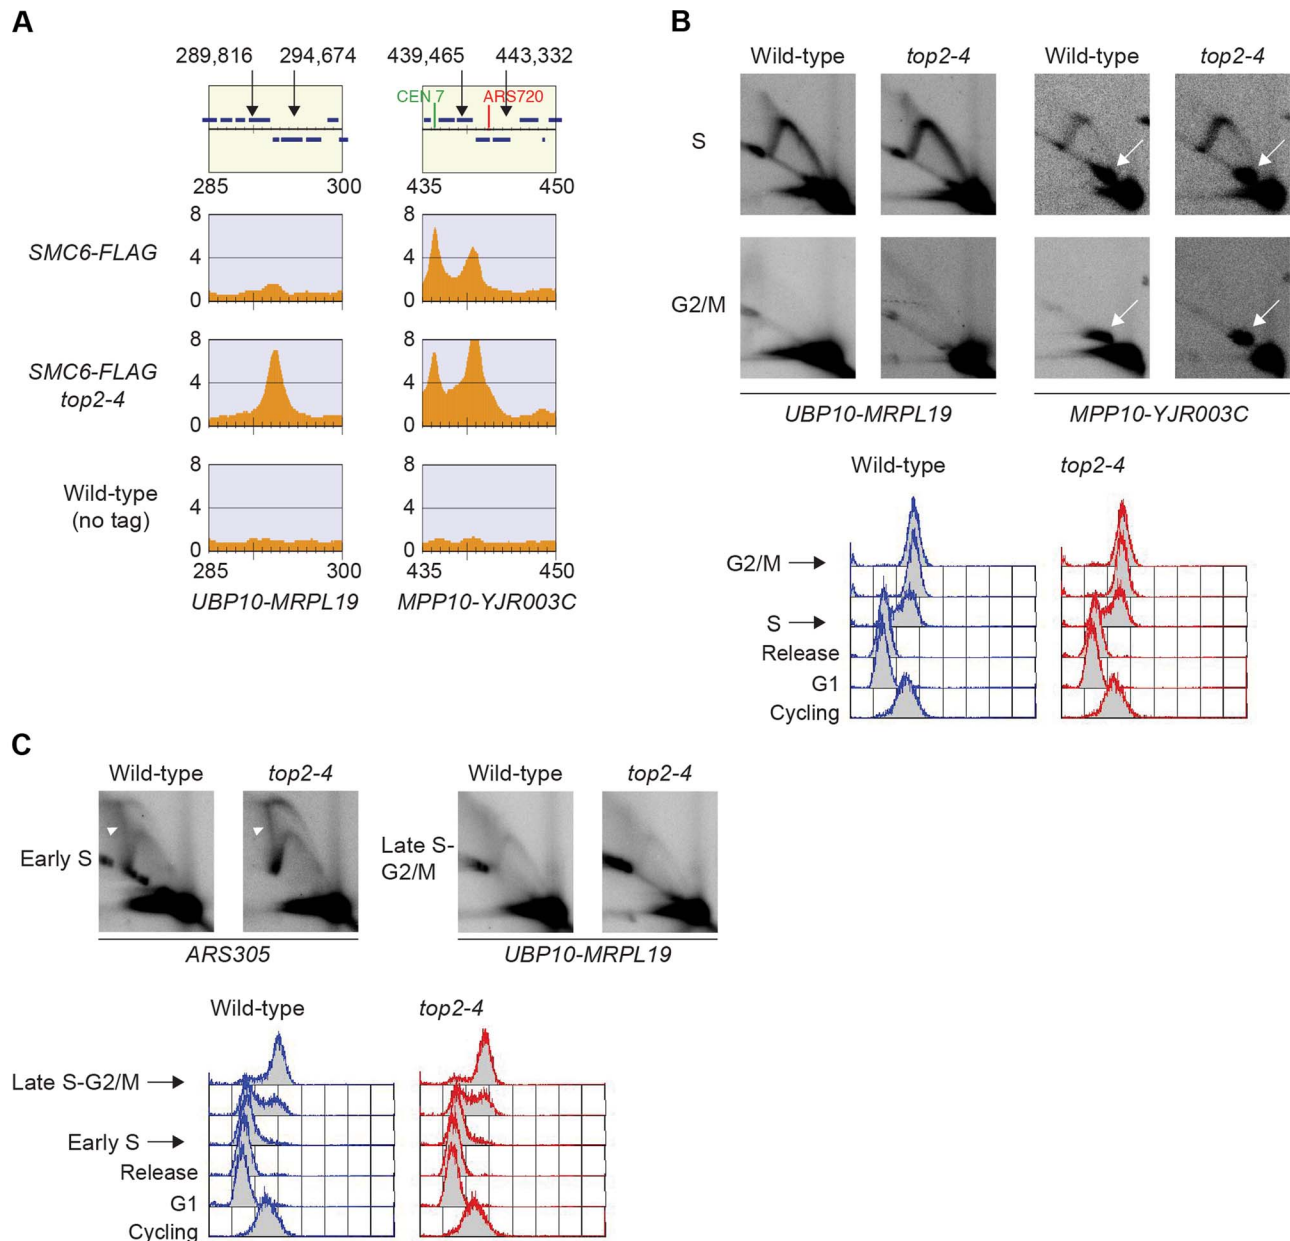 A
289,816 294,674 439,465 443,332
CEN 7 ARS720
285 300 435 450
SMC6-FLAG
8 8
4 4
0 0
SMC6-FLAG
top2-4
8 8
4 4
0 0
Wild-type
(no tag)
8 8
4 4
0 0
285 300 435 450
UBP10-MRPL19 MPP10-YJR003C
B
Wild-type top2-4 Wild-type top2-4
S
G2/M
UBP10-MRPL19 MPP10-YJR003C
Wild-type top2-4
G2/M
S
Release
G1
Cycling
C
Wild-type top2-4 Wild-type top2-4
Early S
Late S-
G2/M
ARS305 UBP10-MRPL19
Wild-type top2-4
Late S-G2/M
Early S
Release
G1
Cycling